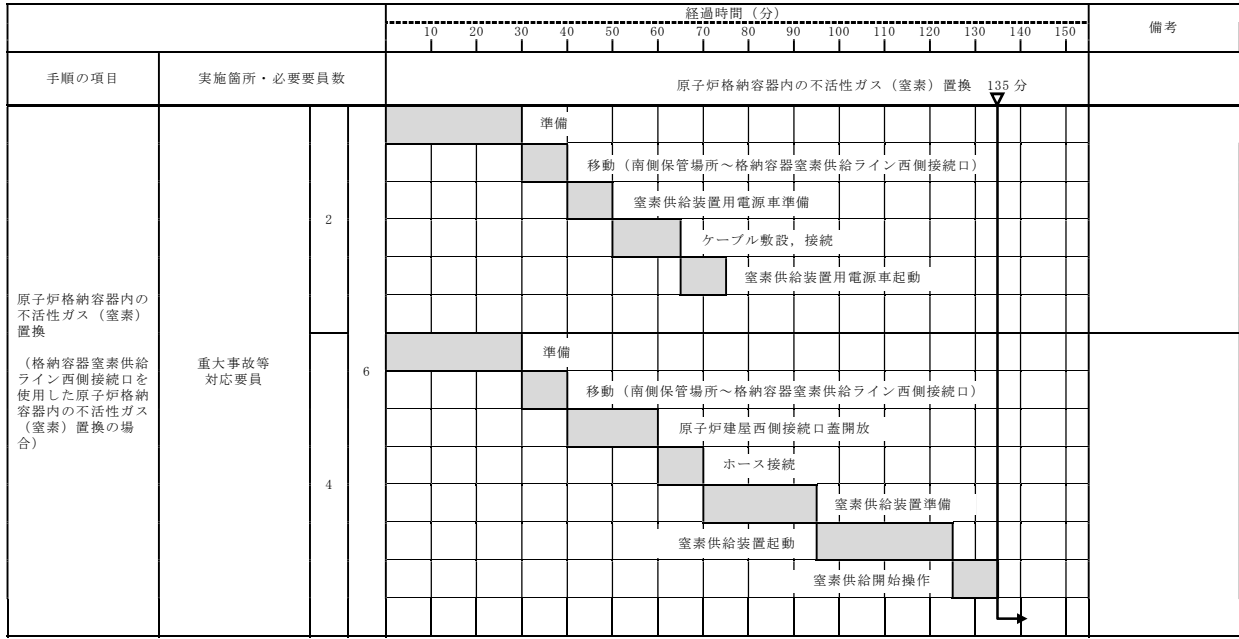 経過時間（分）
備考
10 20 30 40 50 60 70 80 90 100 110 120 130 140 150
手順の項目
実施箇所・必要要員数
原子炉格納容器内の不活性ガス（窒素）置換 135 分
原子炉格納容器内の
不活性ガス（窒素）
置換
（格納容器窒素供給
ライン西側接続口を
使用した原子炉格納
容器内の不活性ガス
（窒素）置換の場
合）
重大事故等
対応要員
2
4
6
準備
移動（南側保管場所～格納容器窒素供給ライン西側接続口）
窒素供給装置用電源車準備
ケーブル敷設，接続
窒素供給装置用電源車起動
準備
移動（南側保管場所～格納容器窒素供給ライン西側接続口）
原子炉建屋西側接続口蓋開放
ホース接続
窒素供給装置準備
窒素供給装置起動
窒素供給開始操作